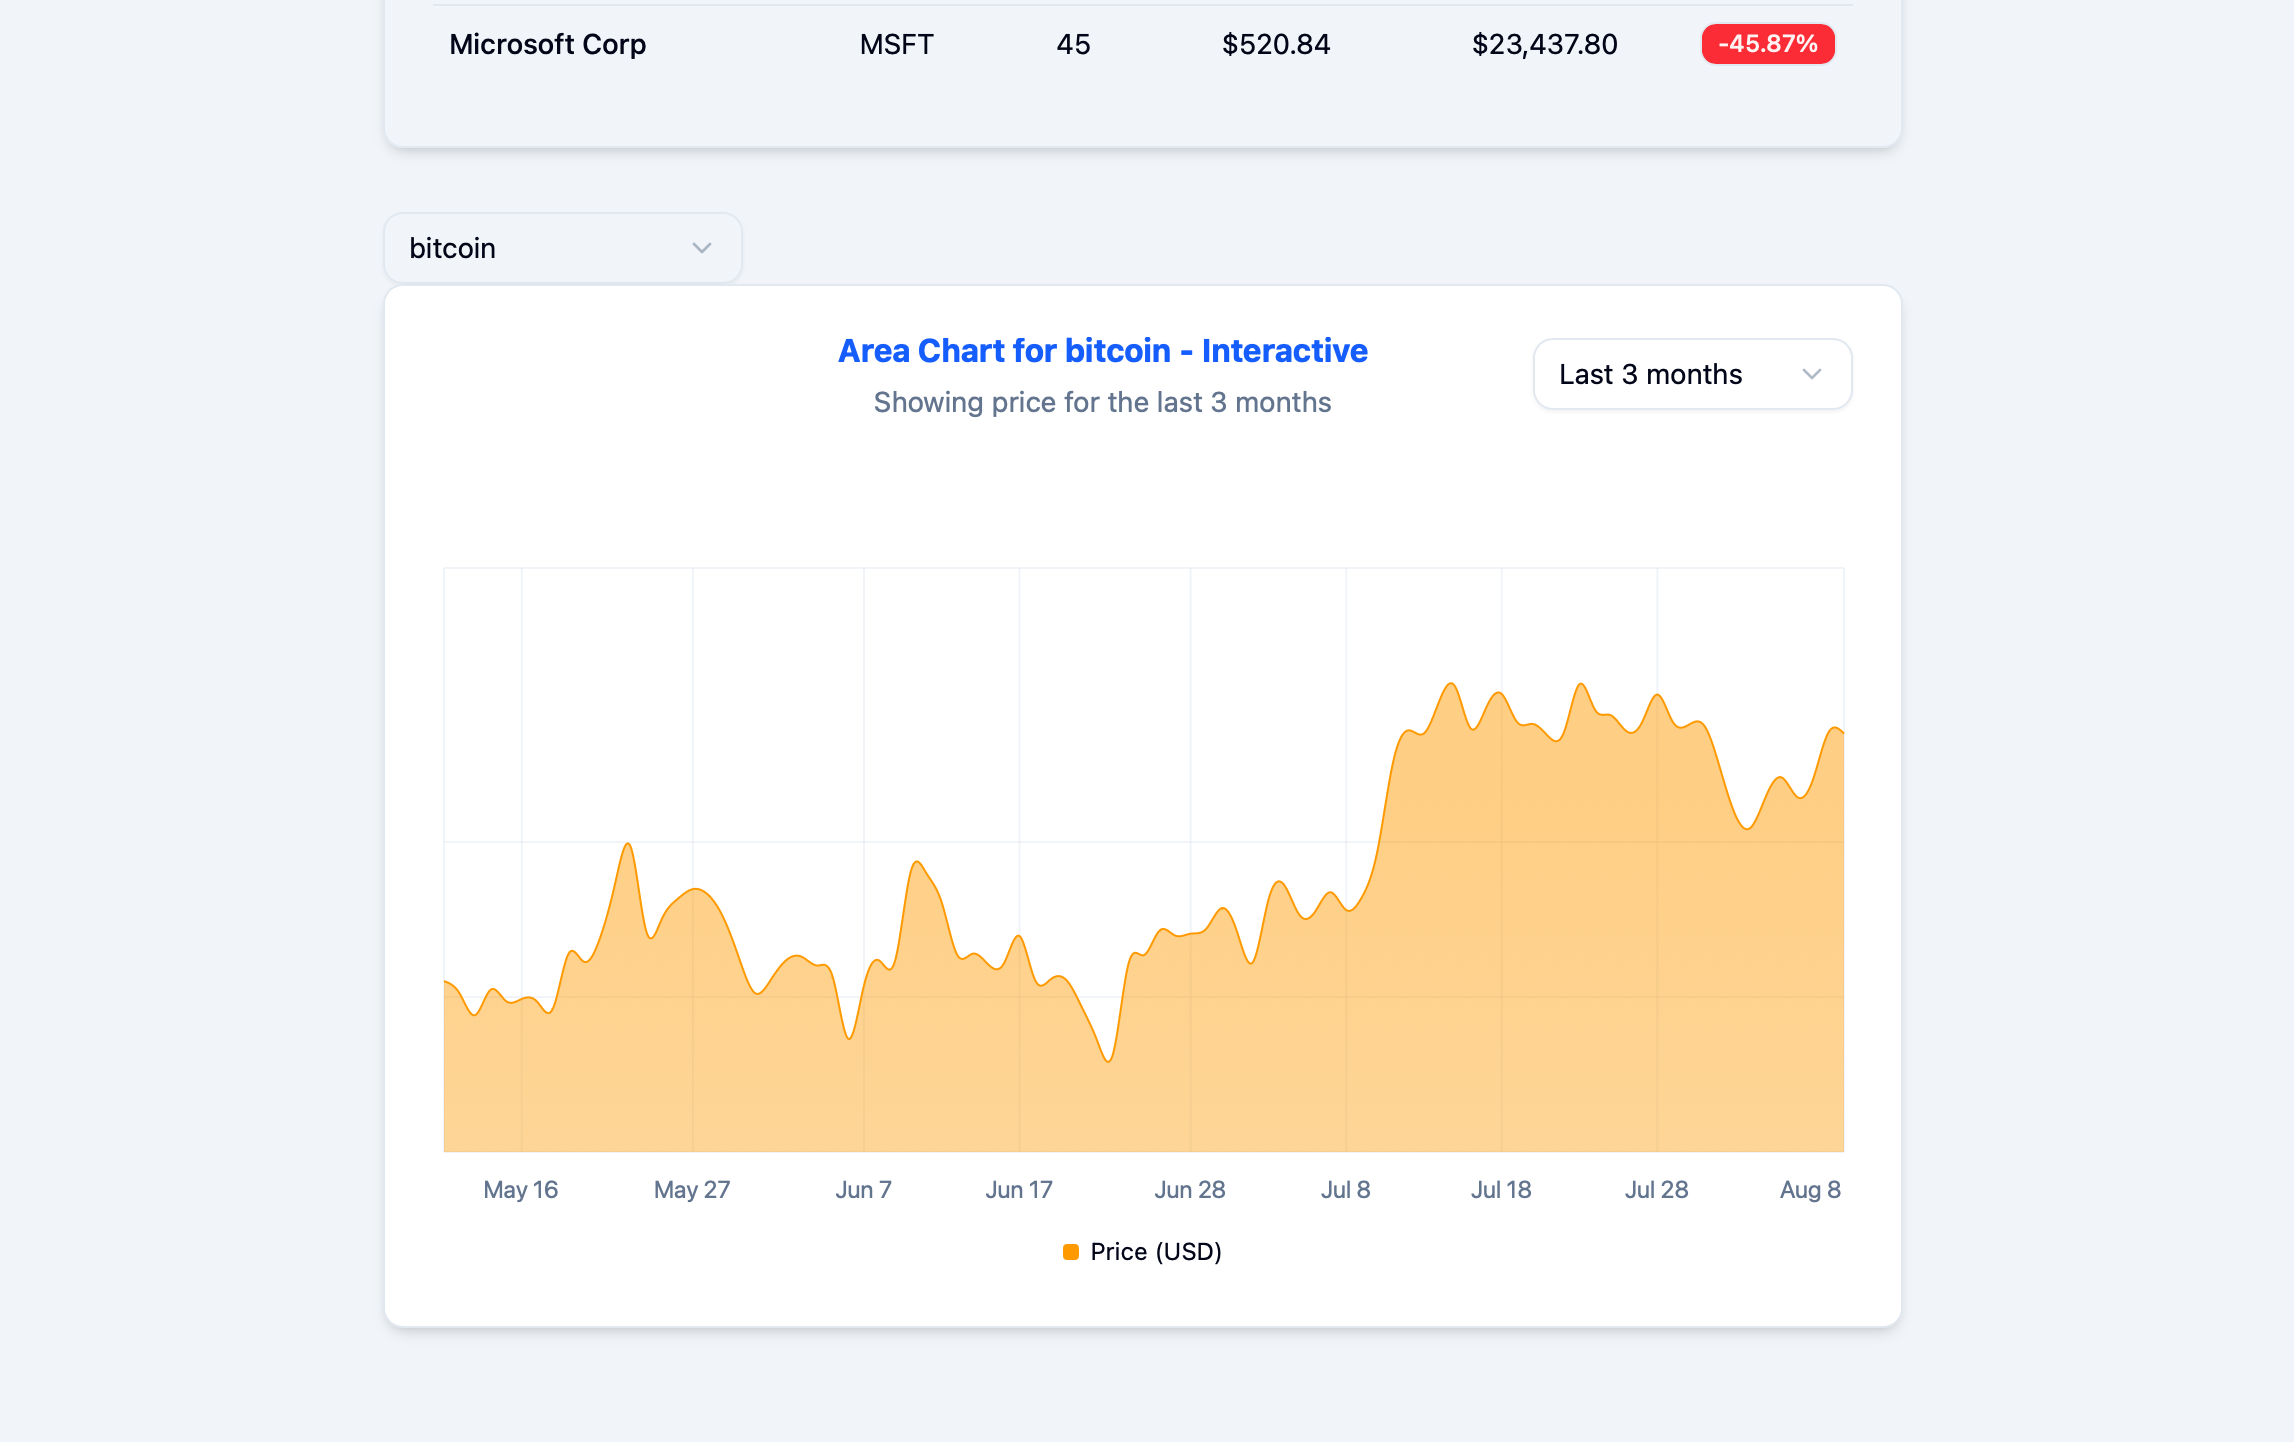 Microsoft Corp MSFT 45 $520.84 $23,437.80 -45.87%
bitcoin
Area Chart for bitcoin - Interactive
Showing price for the last 3 months
Last 3 months
May 16 May 27 Jun 7 Jun 17 Jun 28 Jul 8 Jul 18 Jul 28 Aug 8
Price (USD)